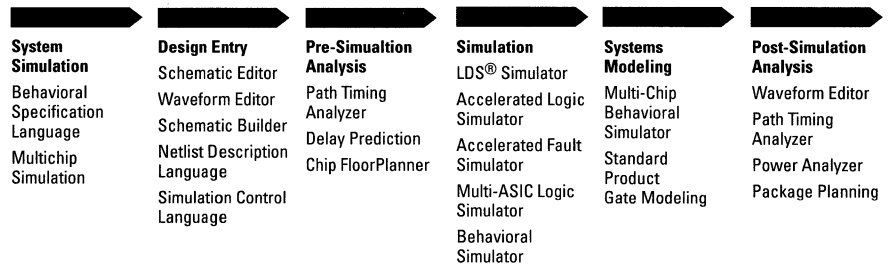 System
Simulation
Behavioral
Specification
Language
Multichip
Simulation
Design Entry
Schematic Editor
Waveform Editor
Schematic Builder
Netlist Description
Language
Simulation Control
Language
Pre-Simualtion
Analysis
Path Timing
Analyzer
Delay Prediction
Chip FloorPlanner
Simulation
LDS® Simulator
Accelerated Logic
Simulator
Accelerated Fault
Simulator
Multi-ASIC Logic
Simulator
Behavioral
Simulator
Systems
Modeling
Multi-Chip
Behavioral
Simulator
Standard
Product
Gate Modeling
Post-Simulation
Analysis
Waveform Editor
Path Timing
Analyzer
Power Analyzer
Package Planning